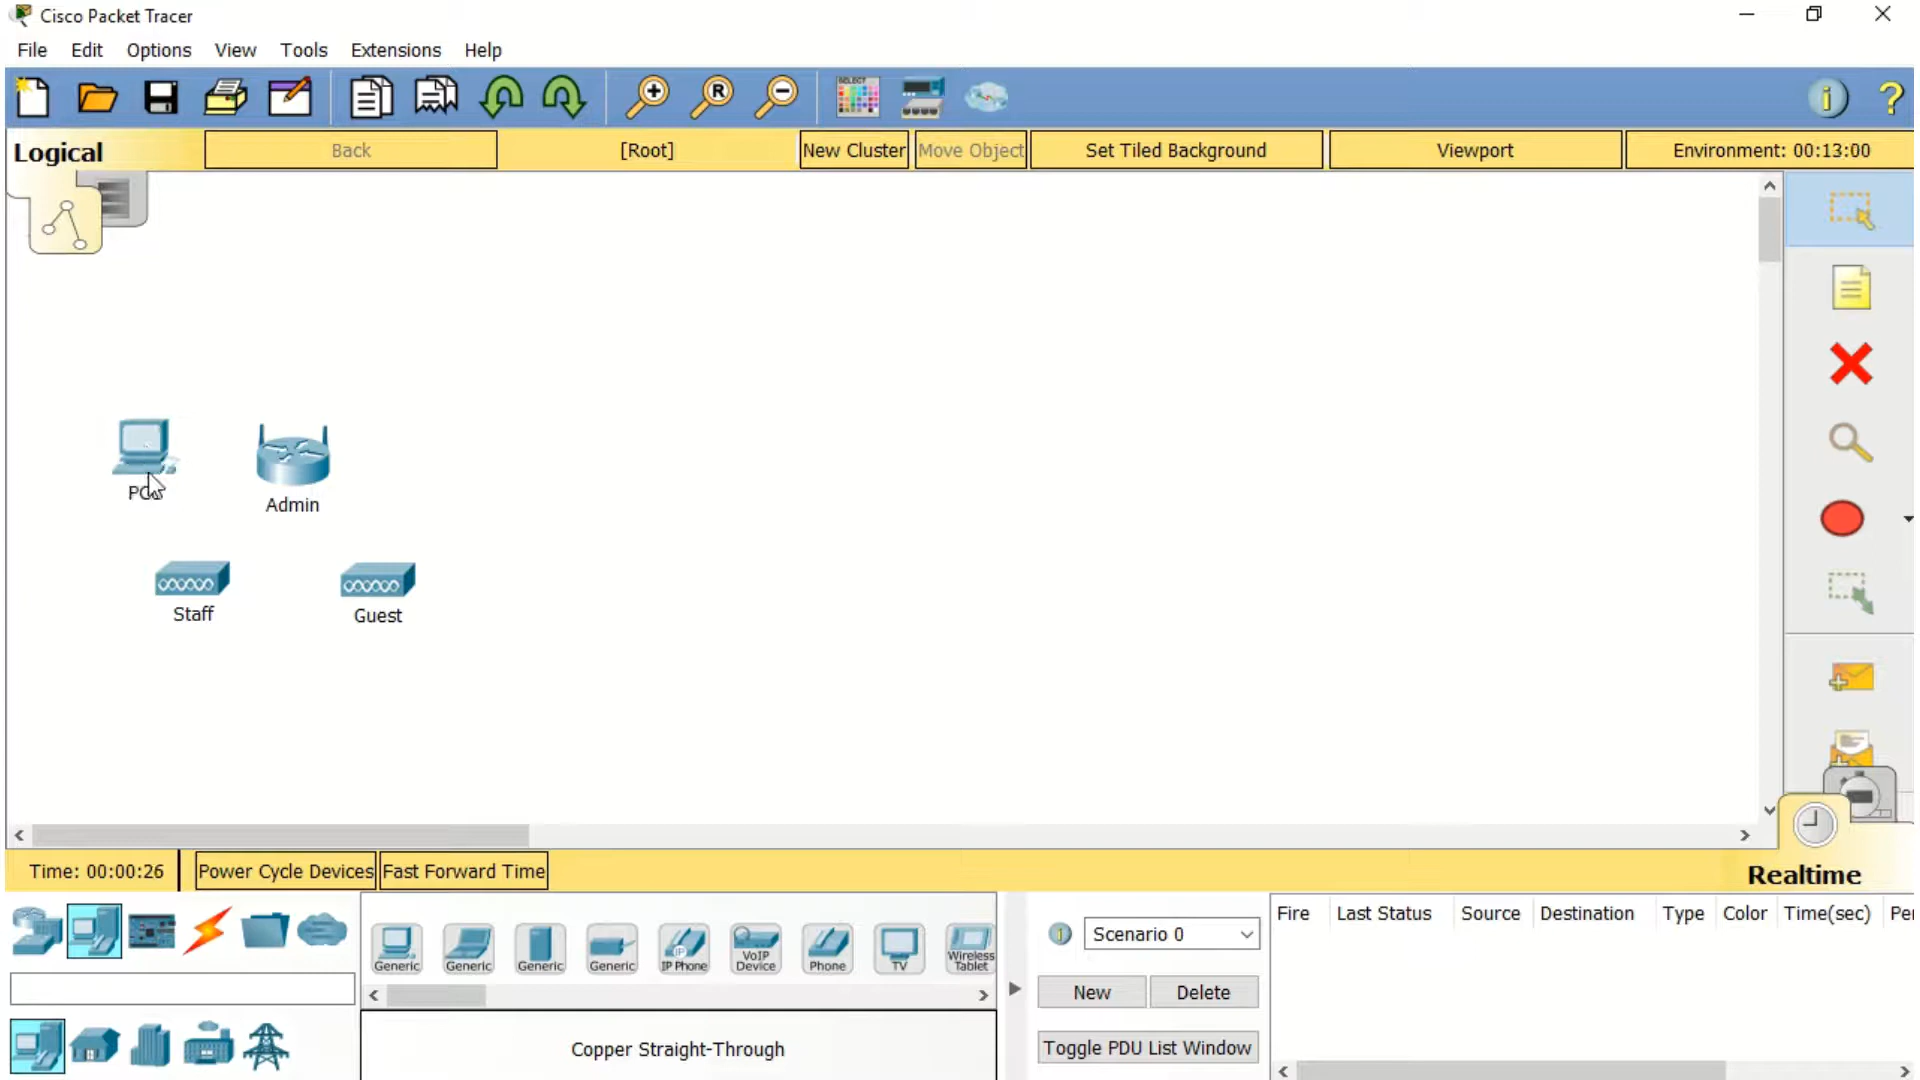 Cisco Packet Tracer
File Edit Options View Tools Extensions Help
SELECT
R
i ?
Logical Back [Root] New Cluster Move Object Set Tiled Background Viewport Environment: 00:13:00
Admin
Staff Guest
Time: 00:00:26 Power Cycle Devices Fast Forward Time Realtime
Generic Generic Generic Generic IP Phone VoIP Device Phone TV Wireless Tablet
IP
Copper Straight-Through
Scenario 0
New Delete
Toggle PDU List Window
Fire Last Status Source Destination Type Color Time(sec) Per